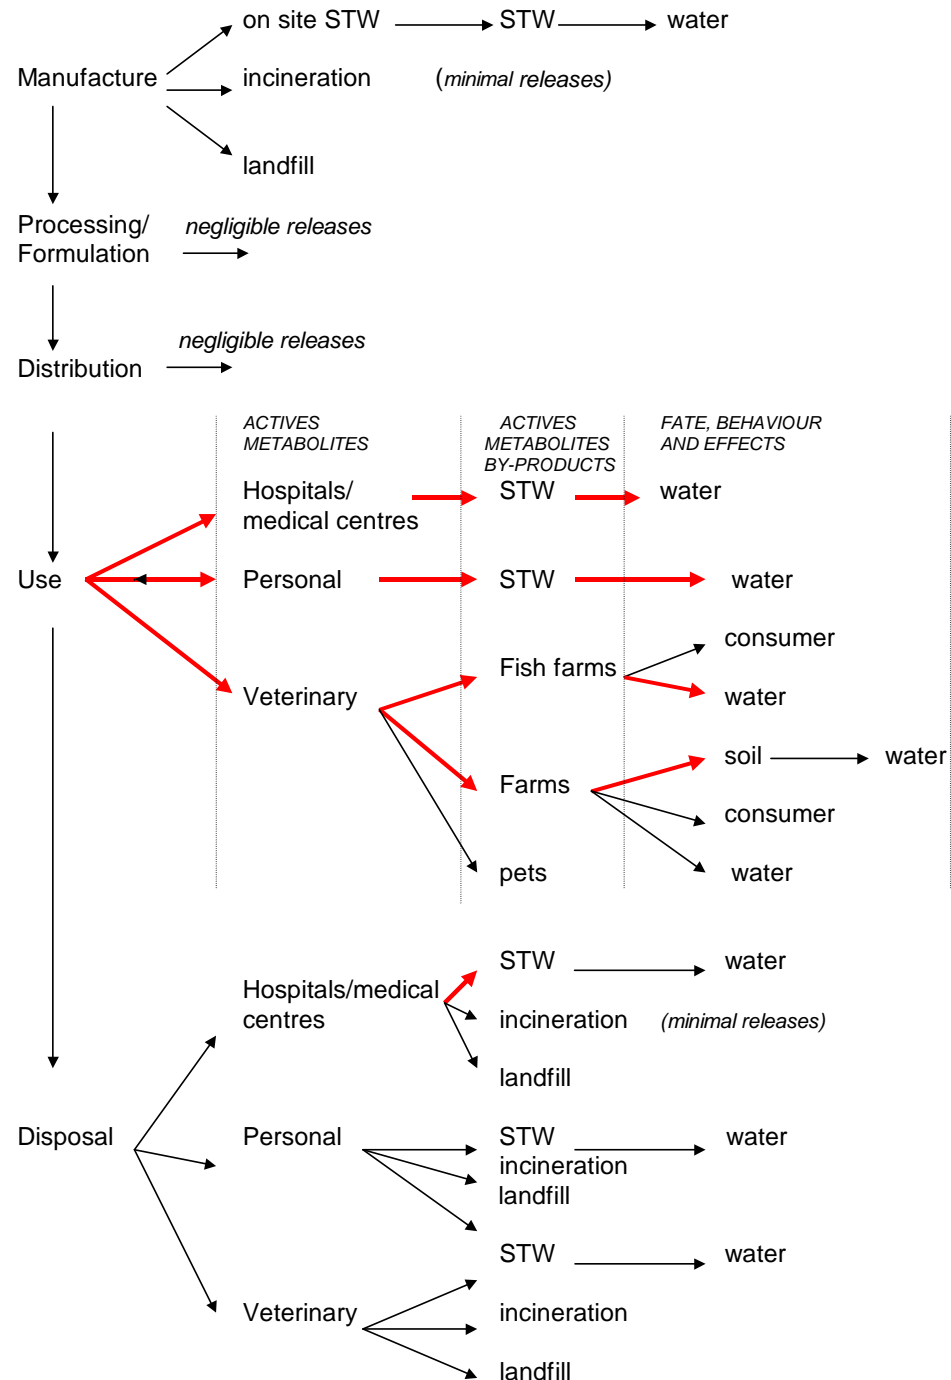 on site STW
STW
water
Manufacture
incineration
(minimal releases)
landfill
Processing/
Formulation
negligible releases
negligible releases
Distribution
ACTIVES
METABOLITES
ACTIVES
METABOLITES
BY-PRODUCTS
FATE, BEHAVIOUR
AND EFFECTS
Hospitals/
medical centres
STW
water
Use
Personal
STW
water
consumer
Fish farms
Veterinary
water
soil
water
Farms
consumer
pets
water
STW
water
Hospitals/medical
centres
incineration
(minimal releases)
landfill
Disposal
Personal
STW
water
incineration
landfill
STW
water
Veterinary
incineration
landfill